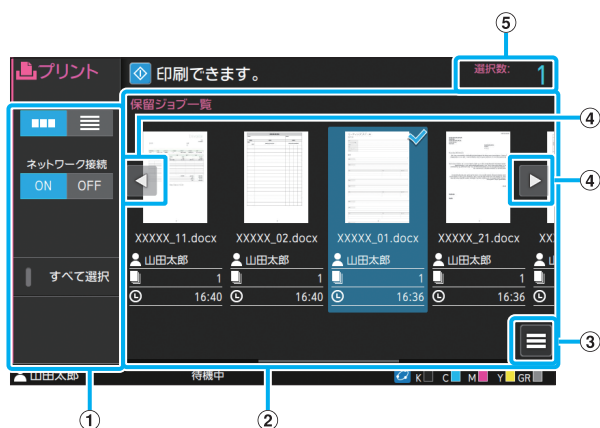 ⑤
プリント
印刷できます。
選択数: 1
保留ジョブ一覧
④
ネットワーク接続
ON OFF
④
XXXXX_11.docx XXXXX_02.docx XXXXX_01.docx XXXXX_21.docx XX
山田太郎 山田太郎 山田太郎 山田太郎 山
1 1 1 1
16:40 16:40 16:36 16:36
すべて選択
③
山田太郎 待機中 K C M Y GR
① ②